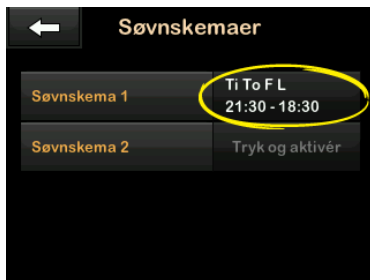 Søvnskemaer
Søvnskema 1
Ti To F L
21:30 - 18:30
Søvnskema 2
Tryk og aktivér